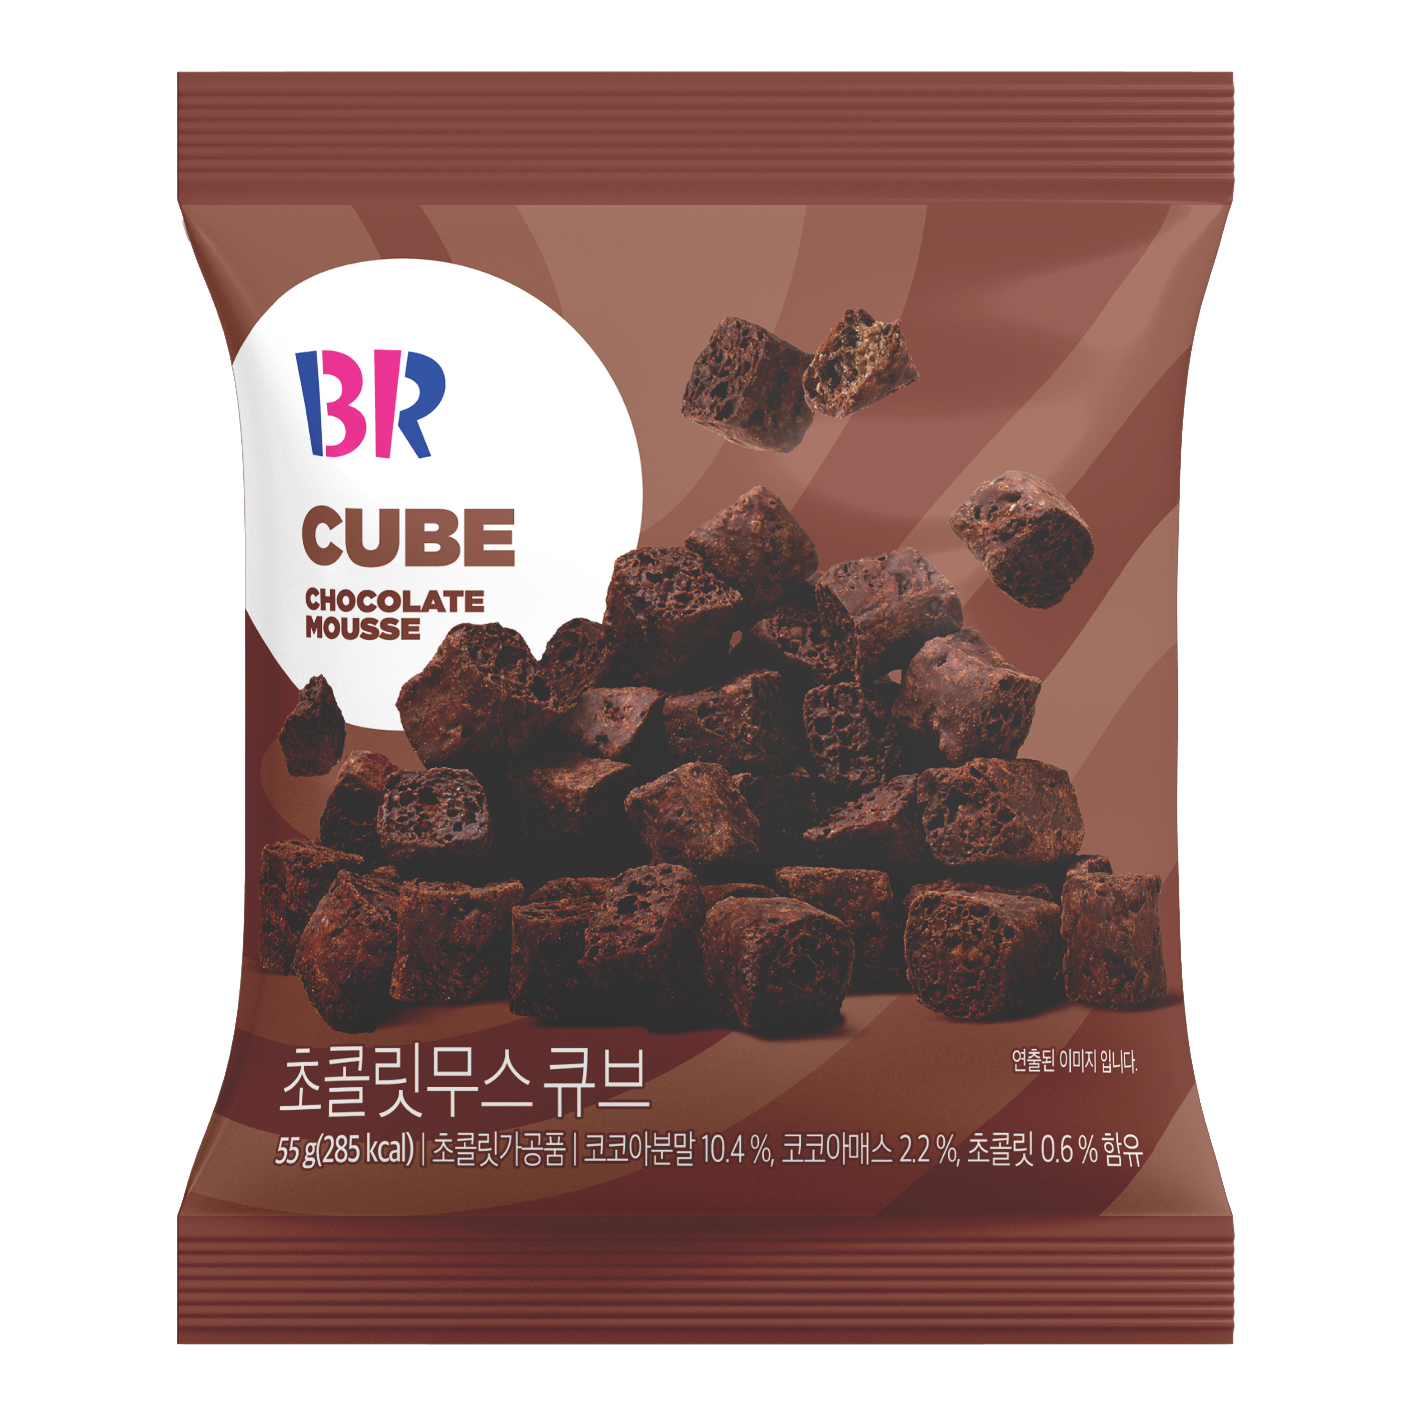 BR
CUBE
CHOCOLATE
MOUSSE
초콜릿무스 큐브
연출된 이미지 입니다.
55 g(285 kcal) | 초콜릿가공품 | 코코아분말 10.4 %, 코코아매스 2.2 %, 초콜릿 0.6 % 함유